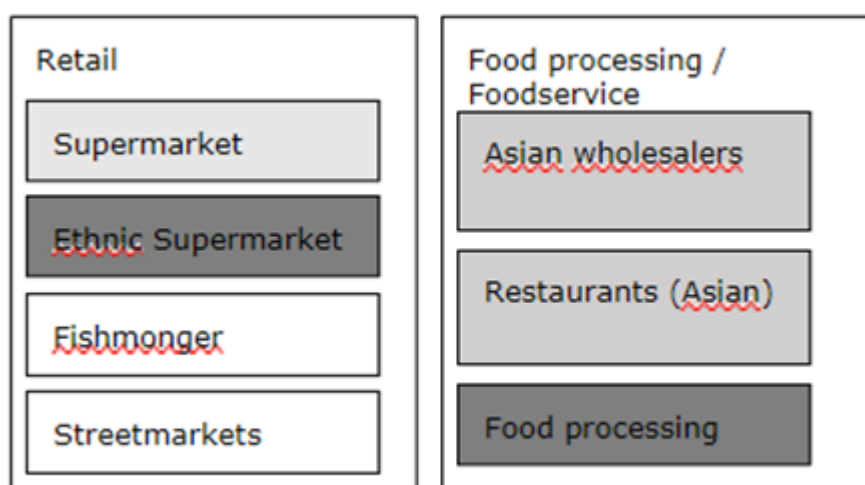 Retail
Supermarket
Ethnic Supermarket
Fishmonger
Streetmarkets
Food processing /
Foodservice
Asian wholesalers
Restaurants (Asian)
Food processing